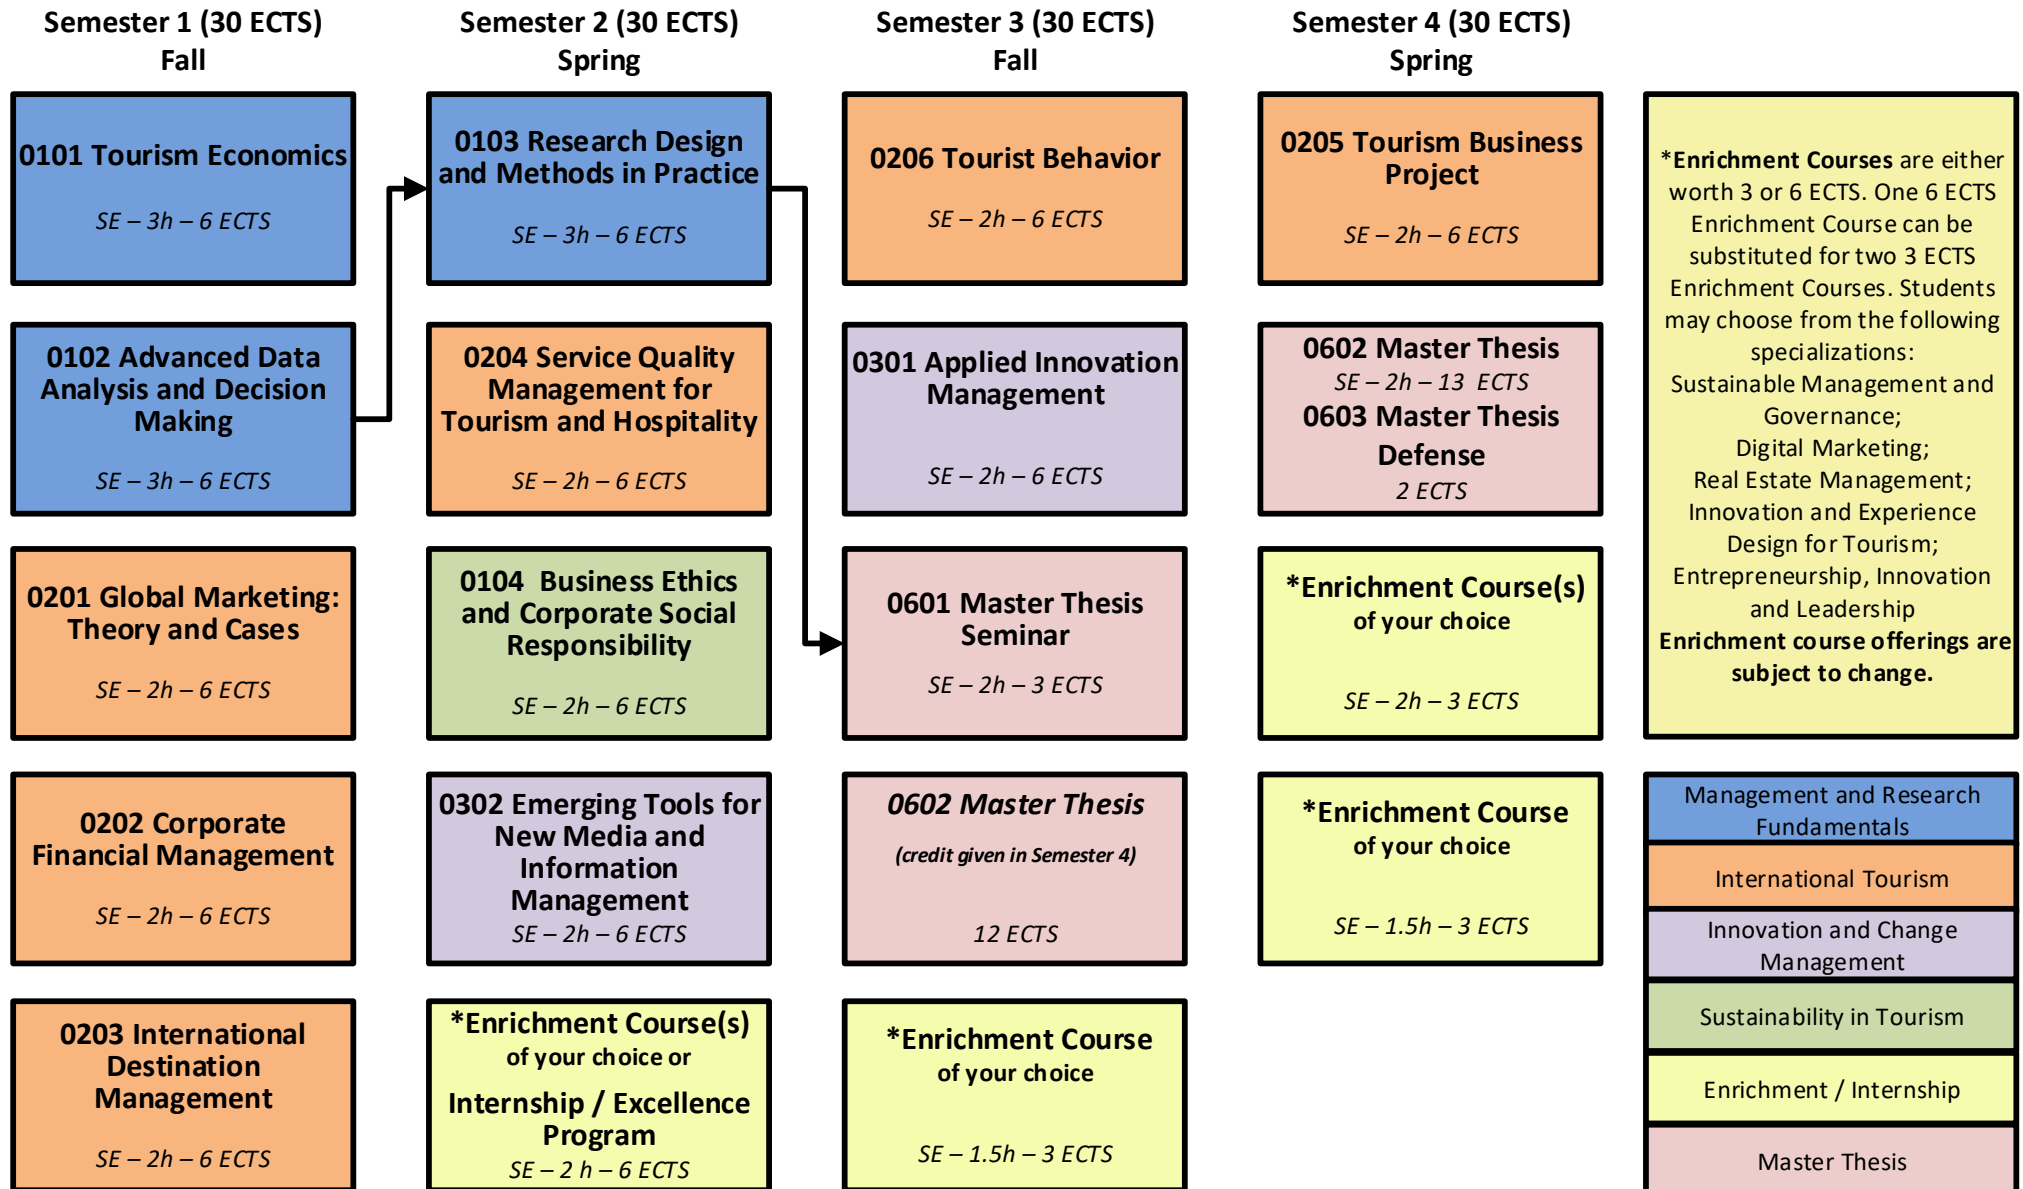 Semester 1 (30 ECTS)
Fall
0101 Tourism Economics
SE – 3h – 6 ECTS
0102 Advanced Data
Analysis and Decision
Making
SE – 3h – 6 ECTS
0201 Global Marketing:
Theory and Cases
SE – 2h – 6 ECTS
0202 Corporate
Financial Management
SE – 2h – 6 ECTS
0203 International
Destination
Management
SE – 2h – 6 ECTS
Semester 2 (30 ECTS)
Spring
0103 Research Design
and Methods in Practice
SE – 3h – 6 ECTS
0204 Service Quality
Management for
Tourism and Hospitality
SE – 2h – 6 ECTS
0104 Business Ethics
and Corporate Social
Responsibility
SE – 2h – 6 ECTS
0302 Emerging Tools for
New Media and
Information
Management
SE – 2h – 6 ECTS
*Enrichment Course(s)
of your choice or
Internship / Excellence
Program
SE – 2 h – 6 ECTS
Semester 3 (30 ECTS)
Fall
0206 Tourist Behavior
SE – 2h – 6 ECTS
0301 Applied Innovation
Management
SE – 2h – 6 ECTS
0601 Master Thesis
Seminar
SE – 2h – 3 ECTS
0602 Master Thesis
(credit given in Semester 4)
12 ECTS
*Enrichment Course
of your choice
SE – 1.5h – 3 ECTS
Semester 4 (30 ECTS)
Spring
0205 Tourism Business
Project
SE – 2h – 6 ECTS
0602 Master Thesis
SE – 2h – 13 ECTS
0603 Master Thesis
Defense
2 ECTS
*Enrichment Course(s)
of your choice
SE – 2h – 3 ECTS
*Enrichment Course
of your choice
SE – 1.5h – 3 ECTS
*Enrichment Courses are either
worth 3 or 6 ECTS. One 6 ECTS
Enrichment Course can be
substituted for two 3 ECTS
Enrichment Courses. Students
may choose from the following
specializations:
Sustainable Management and
Governance;
Digital Marketing;
Real Estate Management;
Innovation and Experience
Design for Tourism;
Entrepreneurship, Innovation
and Leadership
Enrichment course offerings are
subject to change.
Management and Research
Fundamentals
International Tourism
Innovation and Change
Management
Sustainability in Tourism
Enrichment / Internship
Master Thesis